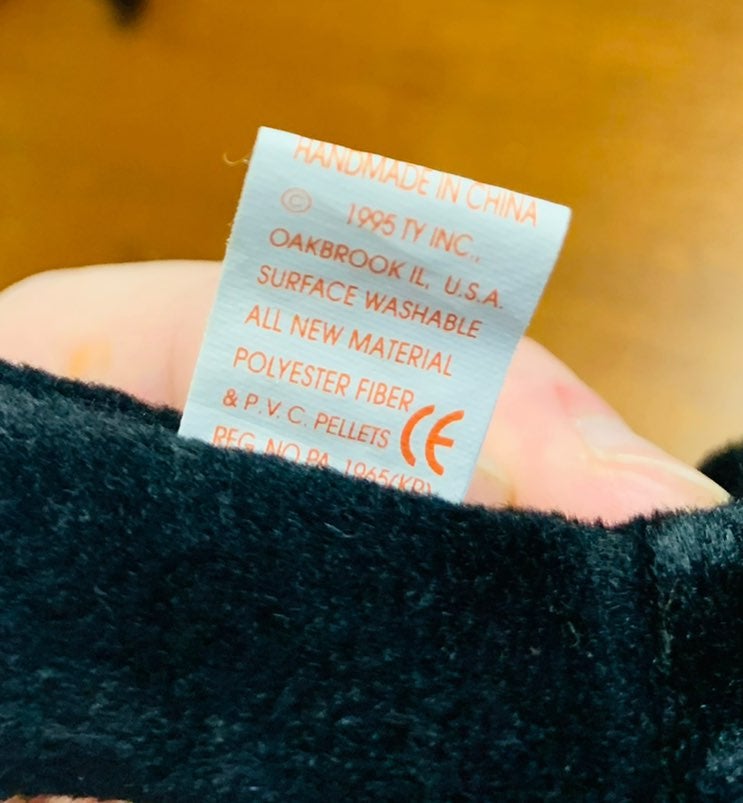 HANDMADE IN CHINA
© 1995 TY INC.,
OAKBROOK IL, U.S.A.
SURFACE WASHABLE
ALL NEW MATERIAL
POLYESTER FIBER
& P.V.C. PELLETS CE
REG. NO PA. 1965(KR)